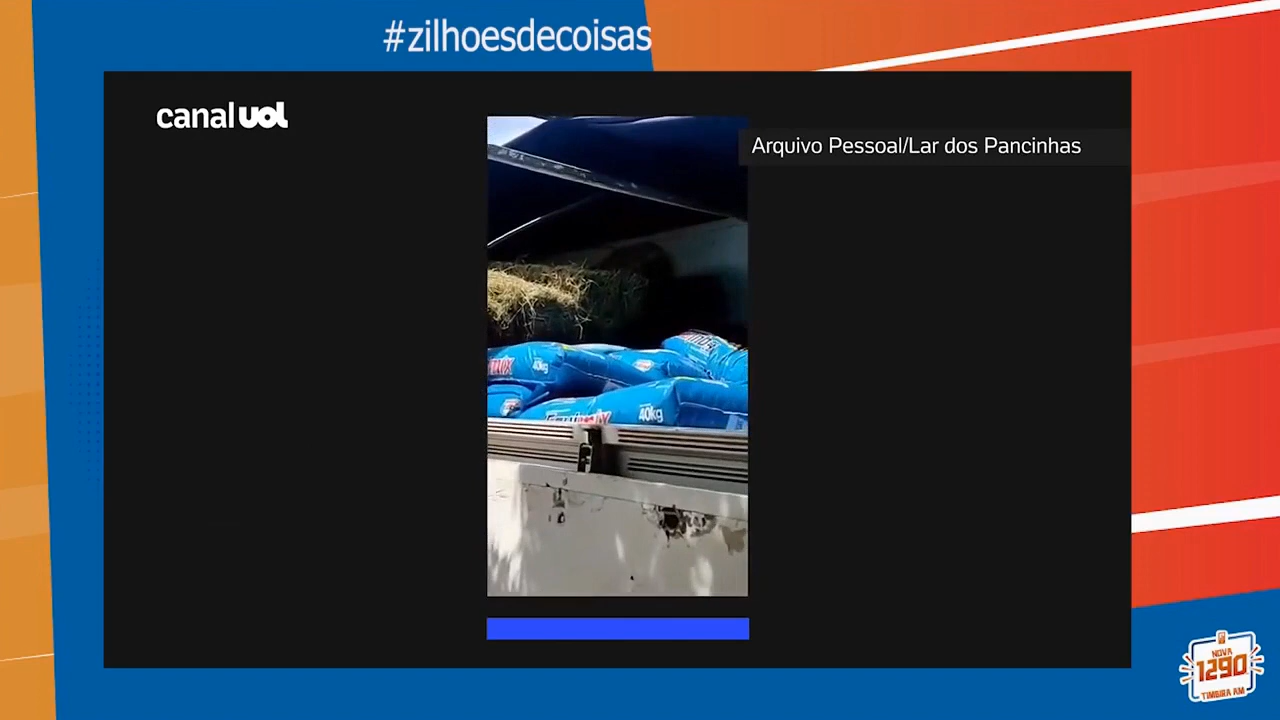 #zilhoesdecoisas
canal uol
Arquivo Pessoal/Lar dos Pancinhas
40kg
40kg
NOVA
1290
TIMBIRA AM